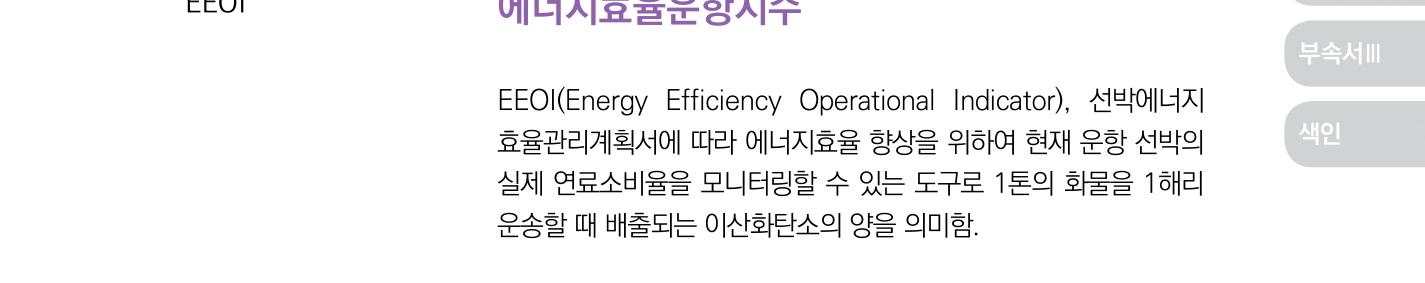 EEOI
에너지효율운항지수
부속서Ⅲ
EEOI(Energy Efficiency Operational Indicator), 선박에너지
효율관리계획서에 따라 에너지효율 향상을 위하여 현재 운항 선박의
색인
실제 연료소비율을 모니터링할 수 있는 도구로 1톤의 화물을 1해리
운송할 때 배출되는 이산화탄소의 양을 의미함.